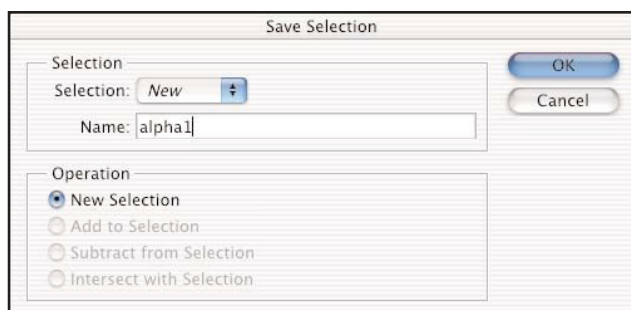 Save Selection
Selection
Selection: New
Name: alpha1
OK
Cancel
Operation
New Selection
Add to Selection
Subtract from Selection
Intersect with Selection